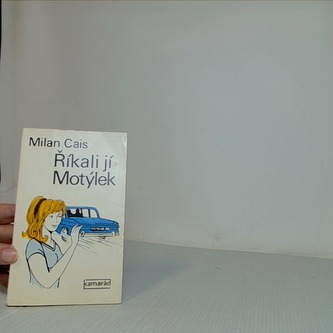 Milan Cais
Říkali jí
Motýlek
kamarád